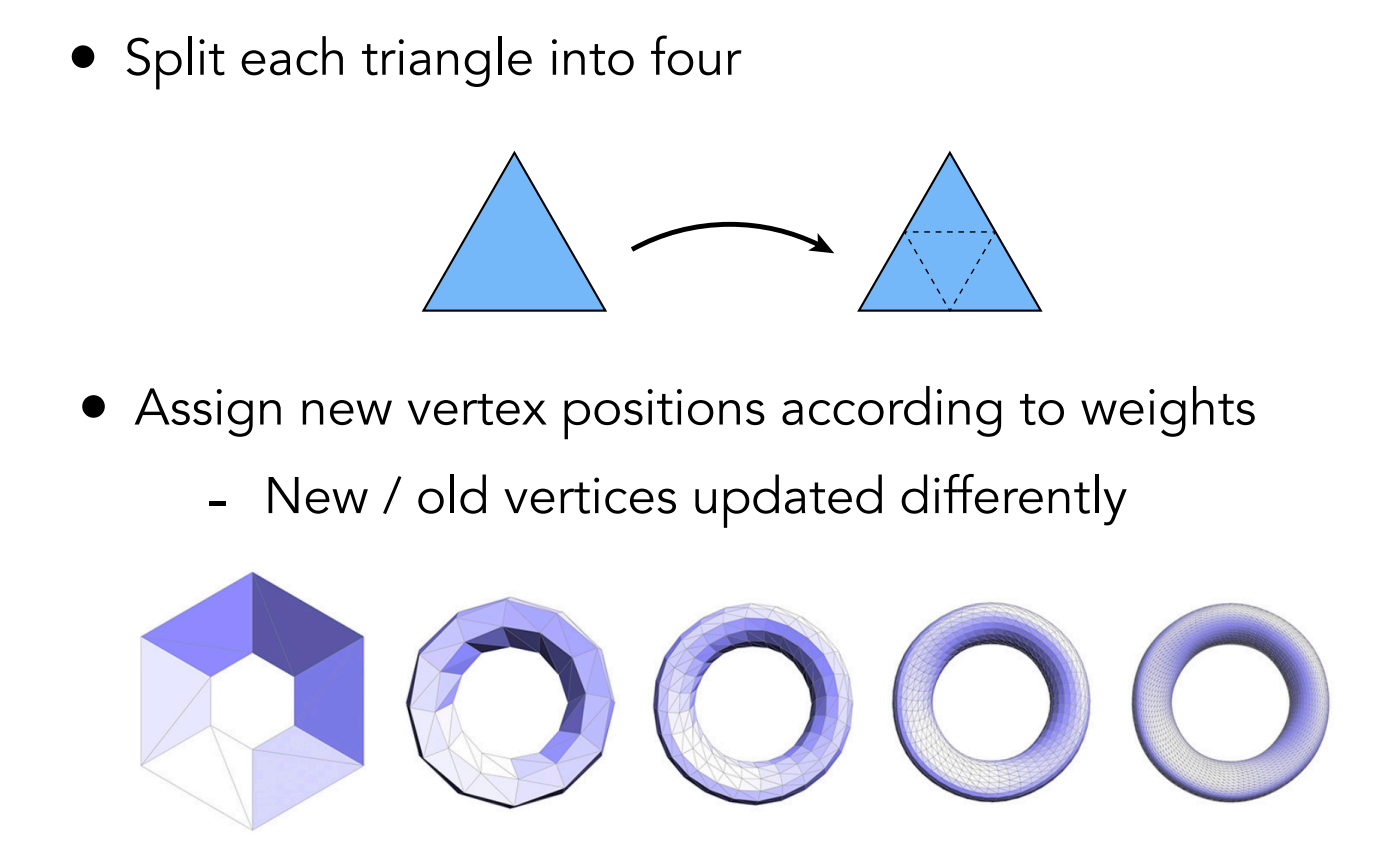 • Split each triangle into four
• Assign new vertex positions according to weights
- New / old vertices updated differently